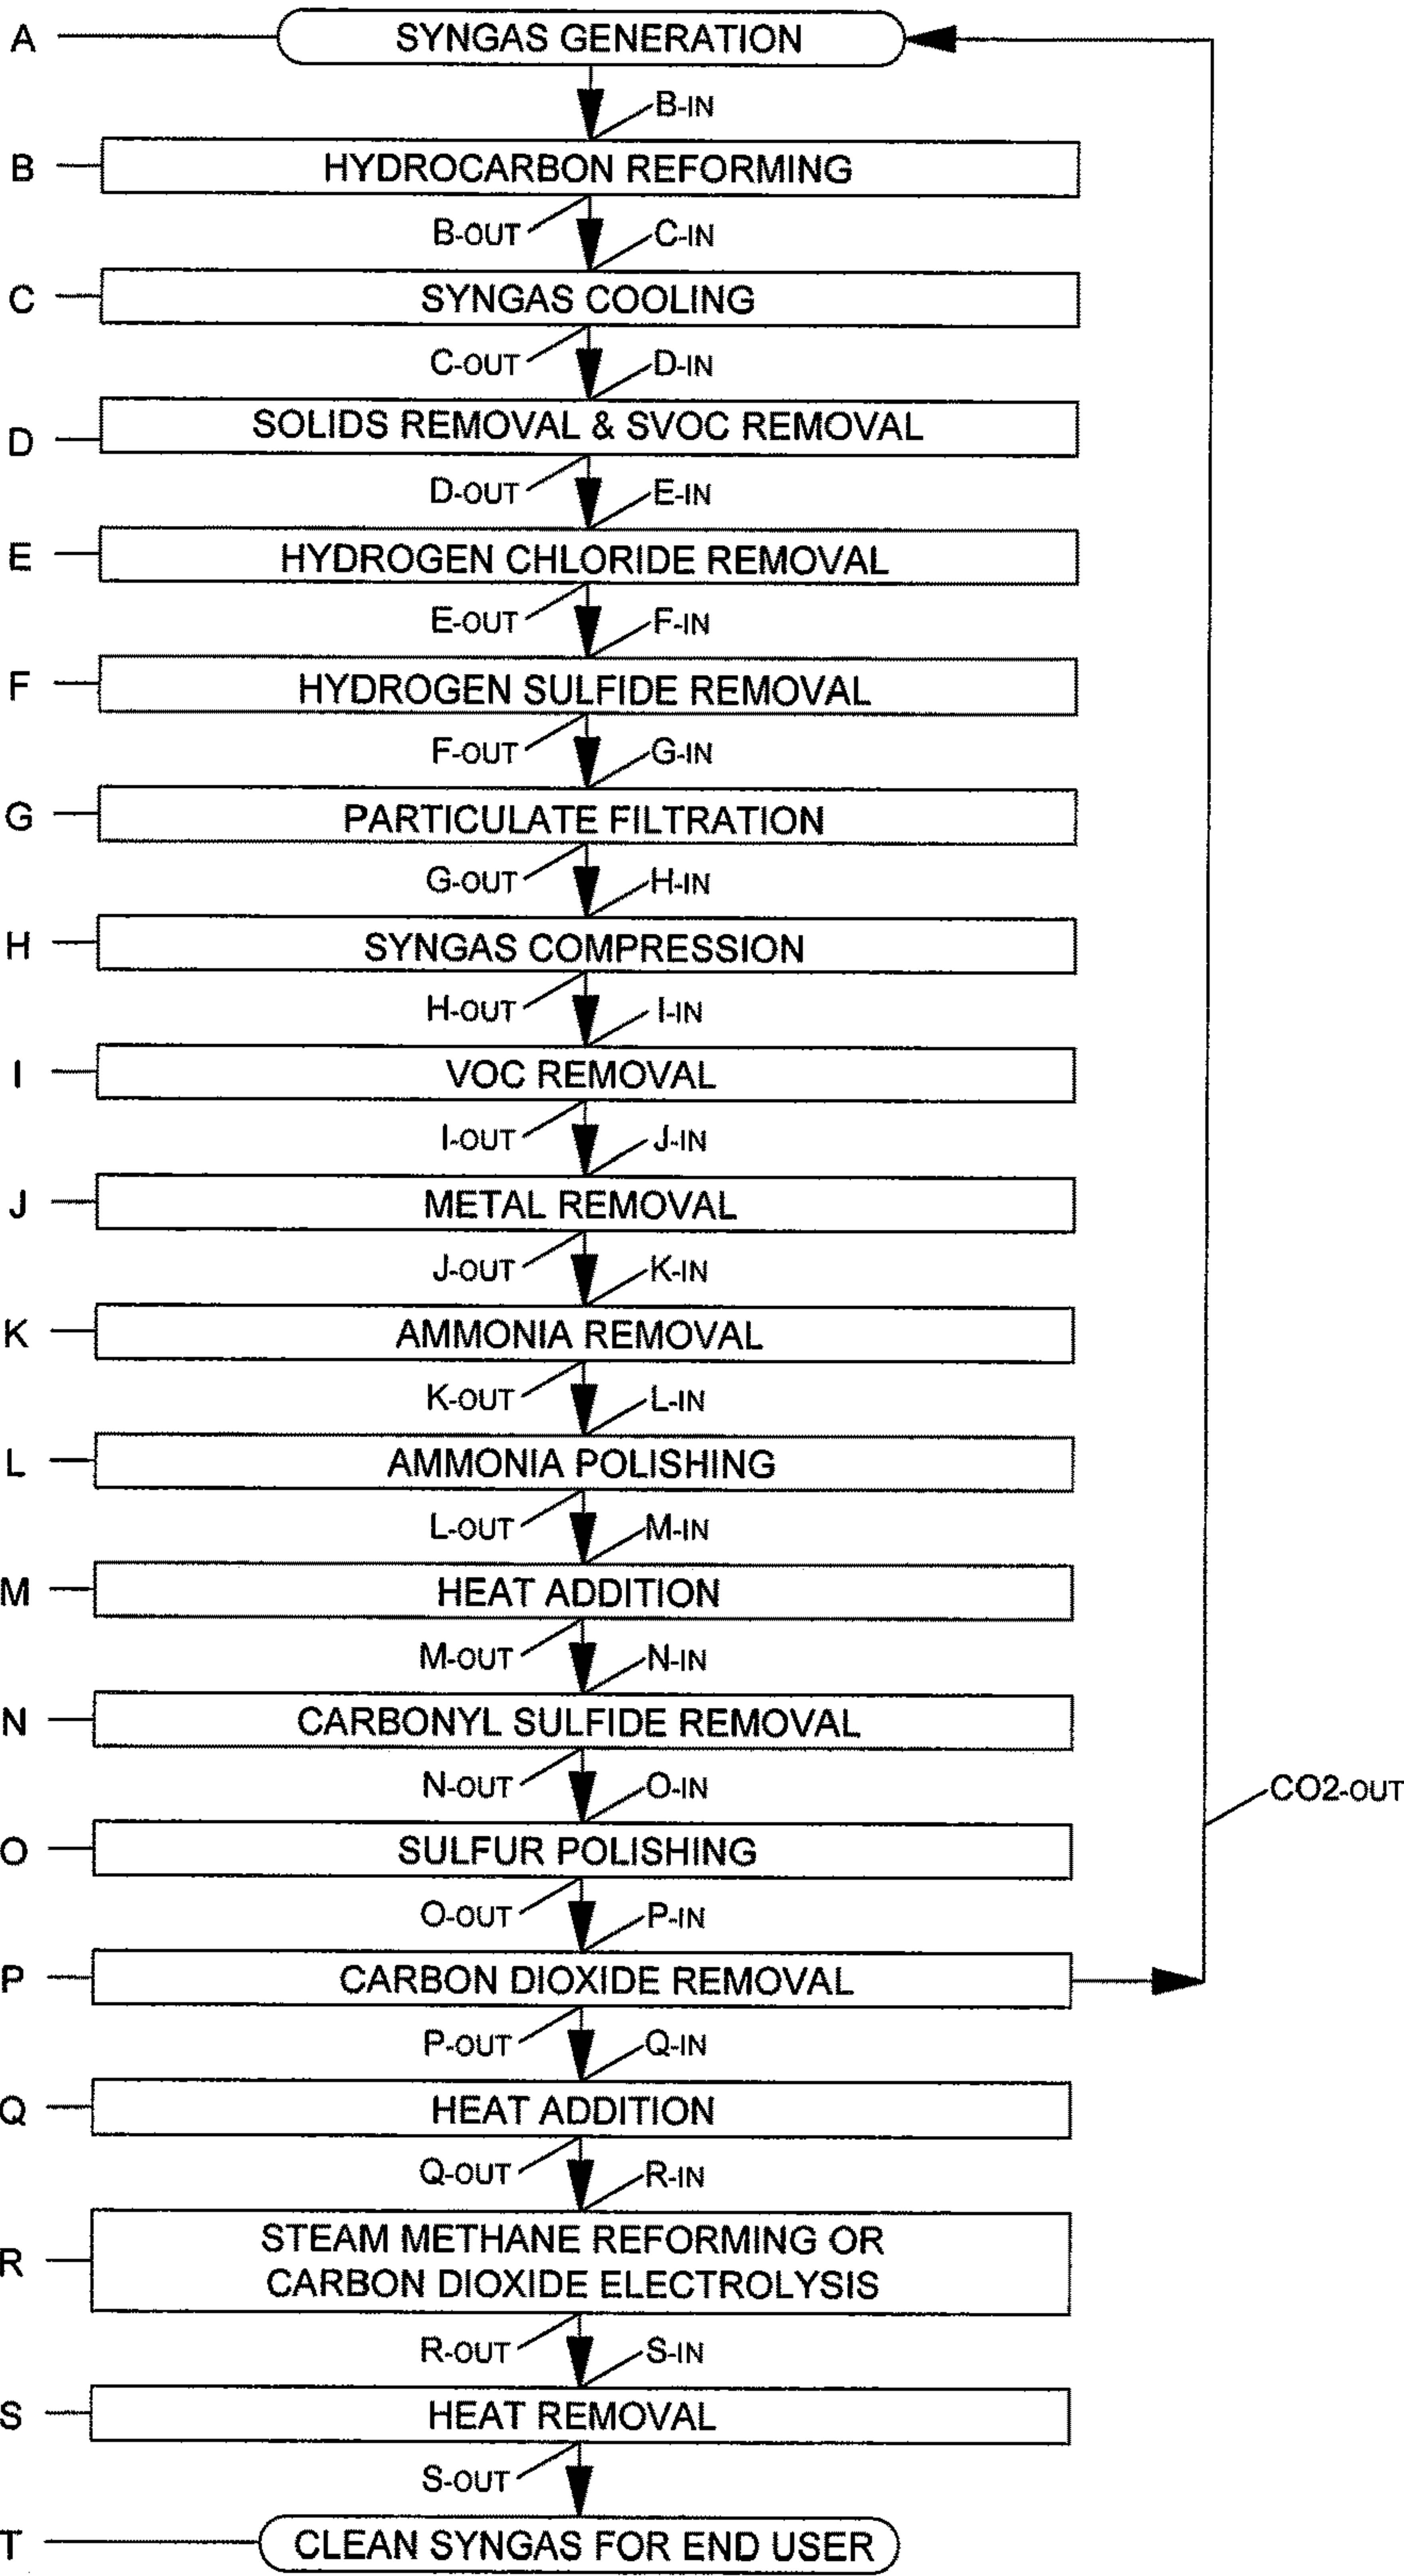 A SYNGAS GENERATION
B-IN
B HYDROCARBON REFORMING
B-OUT C-IN
C SYNGAS COOLING
C-OUT D-IN
D SOLIDS REMOVAL & SVOC REMOVAL
D-OUT E-IN
E HYDROGEN CHLORIDE REMOVAL
E-OUT F-IN
F HYDROGEN SULFIDE REMOVAL
F-OUT G-IN
G PARTICULATE FILTRATION
G-OUT H-IN
H SYNGAS COMPRESSION
H-OUT I-IN
I VOC REMOVAL
I-OUT J-IN
J METAL REMOVAL
J-OUT K-IN
K AMMONIA REMOVAL
K-OUT L-IN
L AMMONIA POLISHING
L-OUT M-IN
M HEAT ADDITION
M-OUT N-IN
N CARBONYL SULFIDE REMOVAL
N-OUT O-IN
CO2-OUT
O SULFUR POLISHING
O-OUT P-IN
P CARBON DIOXIDE REMOVAL
P-OUT Q-IN
Q HEAT ADDITION
Q-OUT R-IN
R STEAM METHANE REFORMING OR
CARBON DIOXIDE ELECTROLYSIS
R-OUT S-IN
S HEAT REMOVAL
S-OUT
T CLEAN SYNGAS FOR END USER